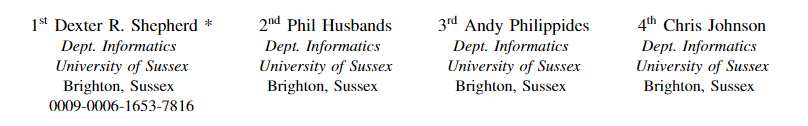 1st Dexter R. Shepherd *
Dept. Informatics
University of Sussex
Brighton, Sussex
0009-0006-1653-7816
2nd Phil Husbands
Dept. Informatics
University of Sussex
Brighton, Sussex
3rd Andy Philippides
Dept. Informatics
University of Sussex
Brighton, Sussex
4th Chris Johnson
Dept. Informatics
University of Sussex
Brighton, Sussex